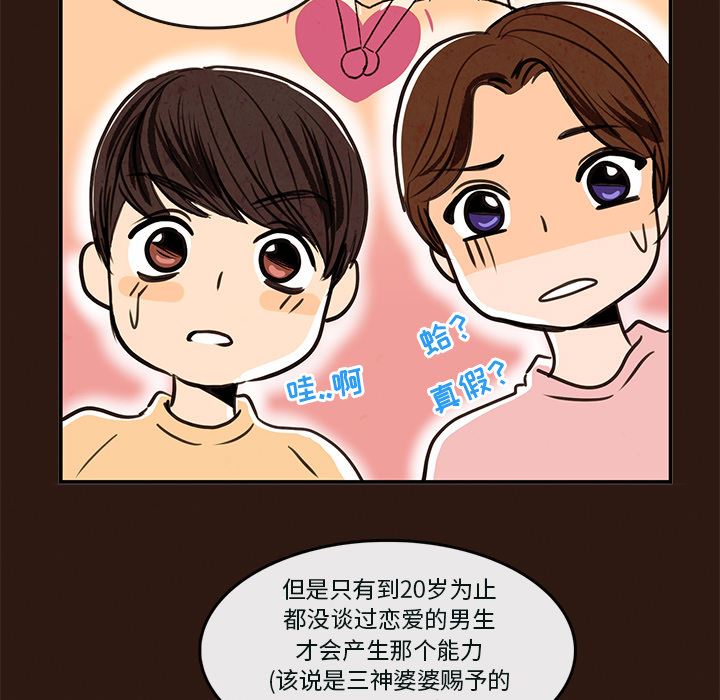 哇..啊
蛤?
真假?
但是只有到20岁为止
都没谈过恋爱的男生
才会产生那个能力
(该说是三神婆婆赐予的